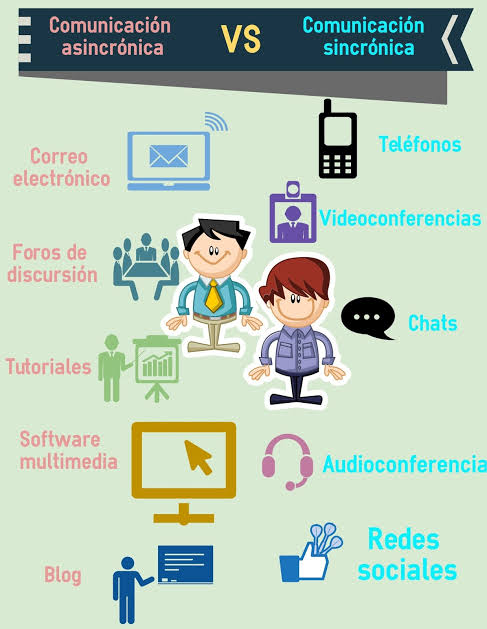 Comunicación
asincrónica
VS
Comunicación
sincrónica
Correo
electrónico
Teléfonos
Videoconferencias
Foros de
discursión
Chats
Tutoriales
Software
multimedia
Audioconferencia
Redes
sociales
Blog